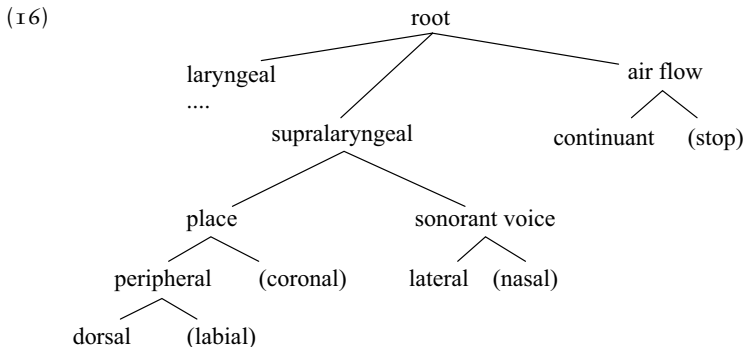 (16) root
laryngeal air flow
....
supralaryngeal continuant (stop)
place sonorant voice
peripheral (coronal) lateral (nasal)
dorsal (labial)